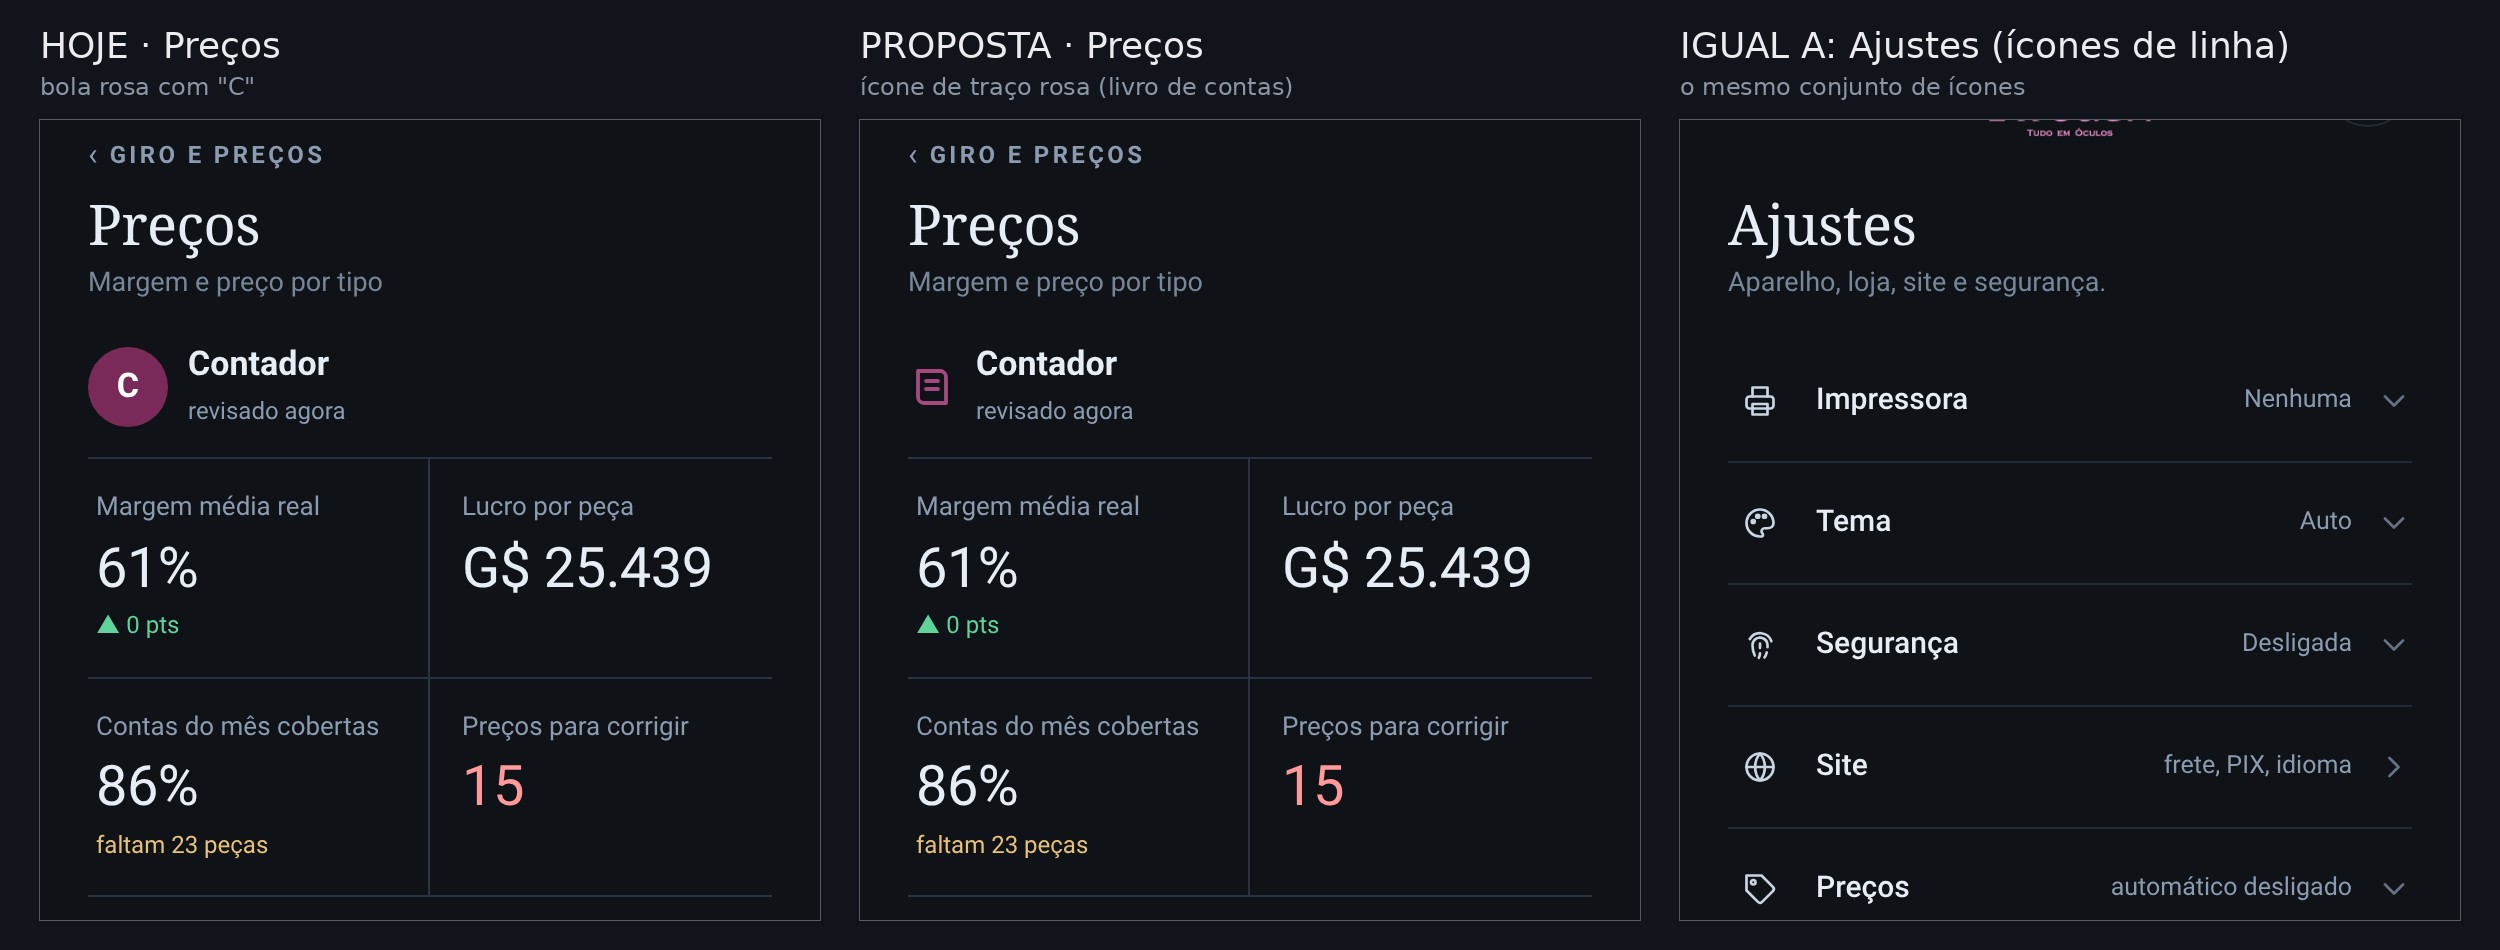 HOJE · Preços
bola rosa com "C"
‹ GIRO E PREÇOS
Preços
Margem e preço por tipo
C
Contador
revisado agora
Margem média real
61%
▲ 0 pts
Lucro por peça
G$ 25.439
Contas do mês cobertas
86%
faltam 23 peças
Preços para corrigir
15
PROPOSTA · Preços
ícone de traço rosa (livro de contas)
‹ GIRO E PREÇOS
Preços
Margem e preço por tipo
Contador
revisado agora
Margem média real
61%
▲ 0 pts
Lucro por peça
G$ 25.439
Contas do mês cobertas
86%
faltam 23 peças
Preços para corrigir
15
IGUAL A: Ajustes (ícones de linha)
o mesmo conjunto de ícones
Tudo em Óculos
Ajustes
Aparelho, loja, site e segurança.
Impressora Nenhuma
Tema Auto
Segurança Desligada
Site frete, PIX, idioma
Preços automático desligado